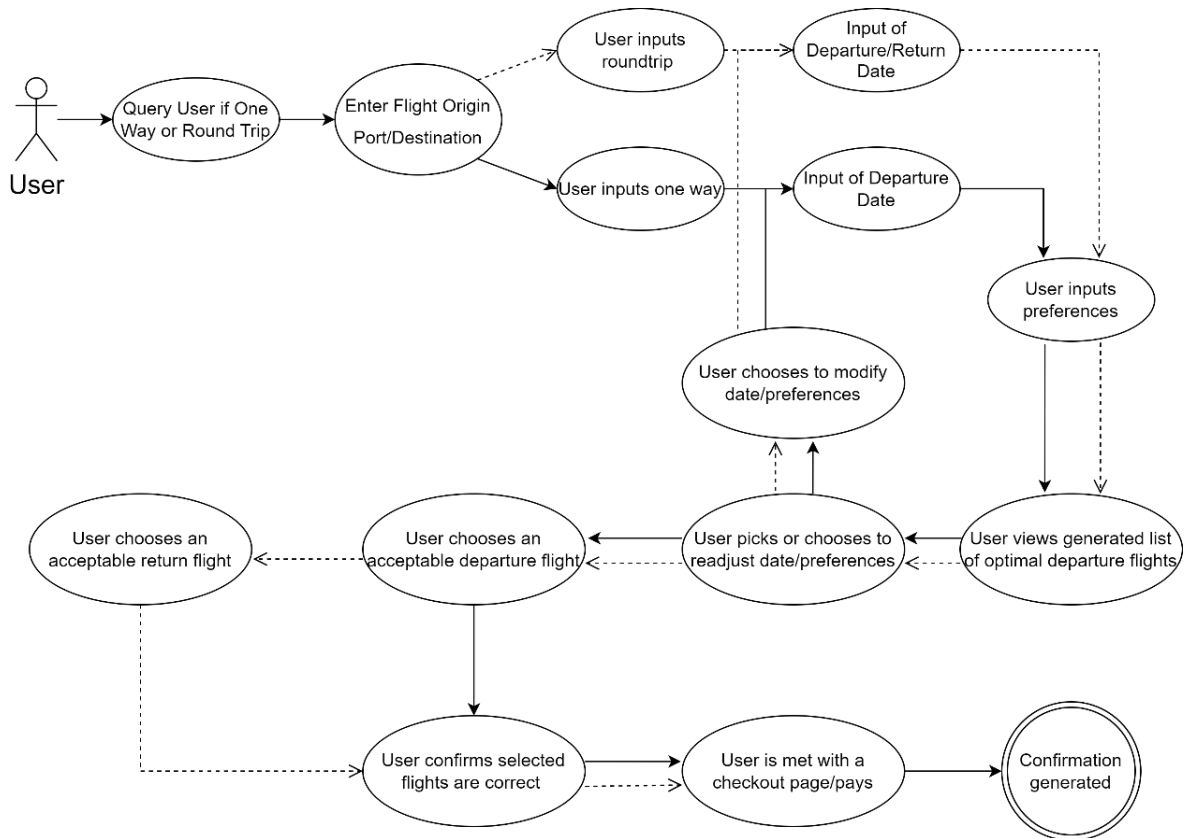 User inputs
roundtrip
Input of
Departure/Return
Date
Query User if One
Way or Round Trip
Enter Flight Origin
Port/Destination
User
User inputs one way
Input of Departure
Date
User inputs
preferences
User chooses to modify
date/preferences
User chooses an
acceptable return flight
User chooses an
acceptable departure flight
User picks or chooses to
readjust date/preferences
User views generated list
of optimal departure flights
User confirms selected
flights are correct
User is met with a
checkout page/pays
Confirmation
generated